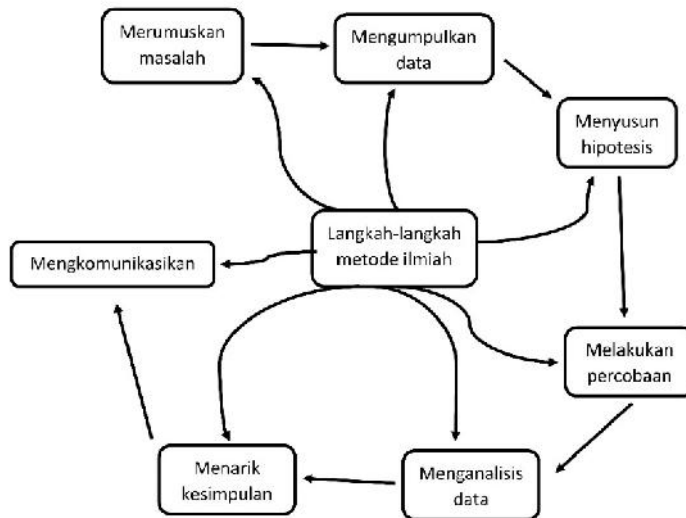 Merumuskan
masalah
Mengumpulkan
data
Menyusun
hipotesis
Langkah-langkah
metode ilmiah
Mengkomunikasikan
Melakukan
percobaan
Menarik
kesimpulan
Menganalisis
data